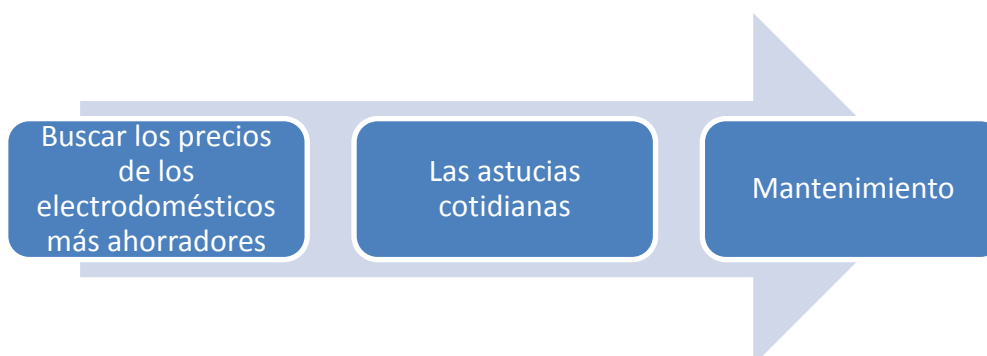 Buscar los precios
de los
electrodomésticos
más ahorradores
Las astucias
cotidianas
Mantenimiento